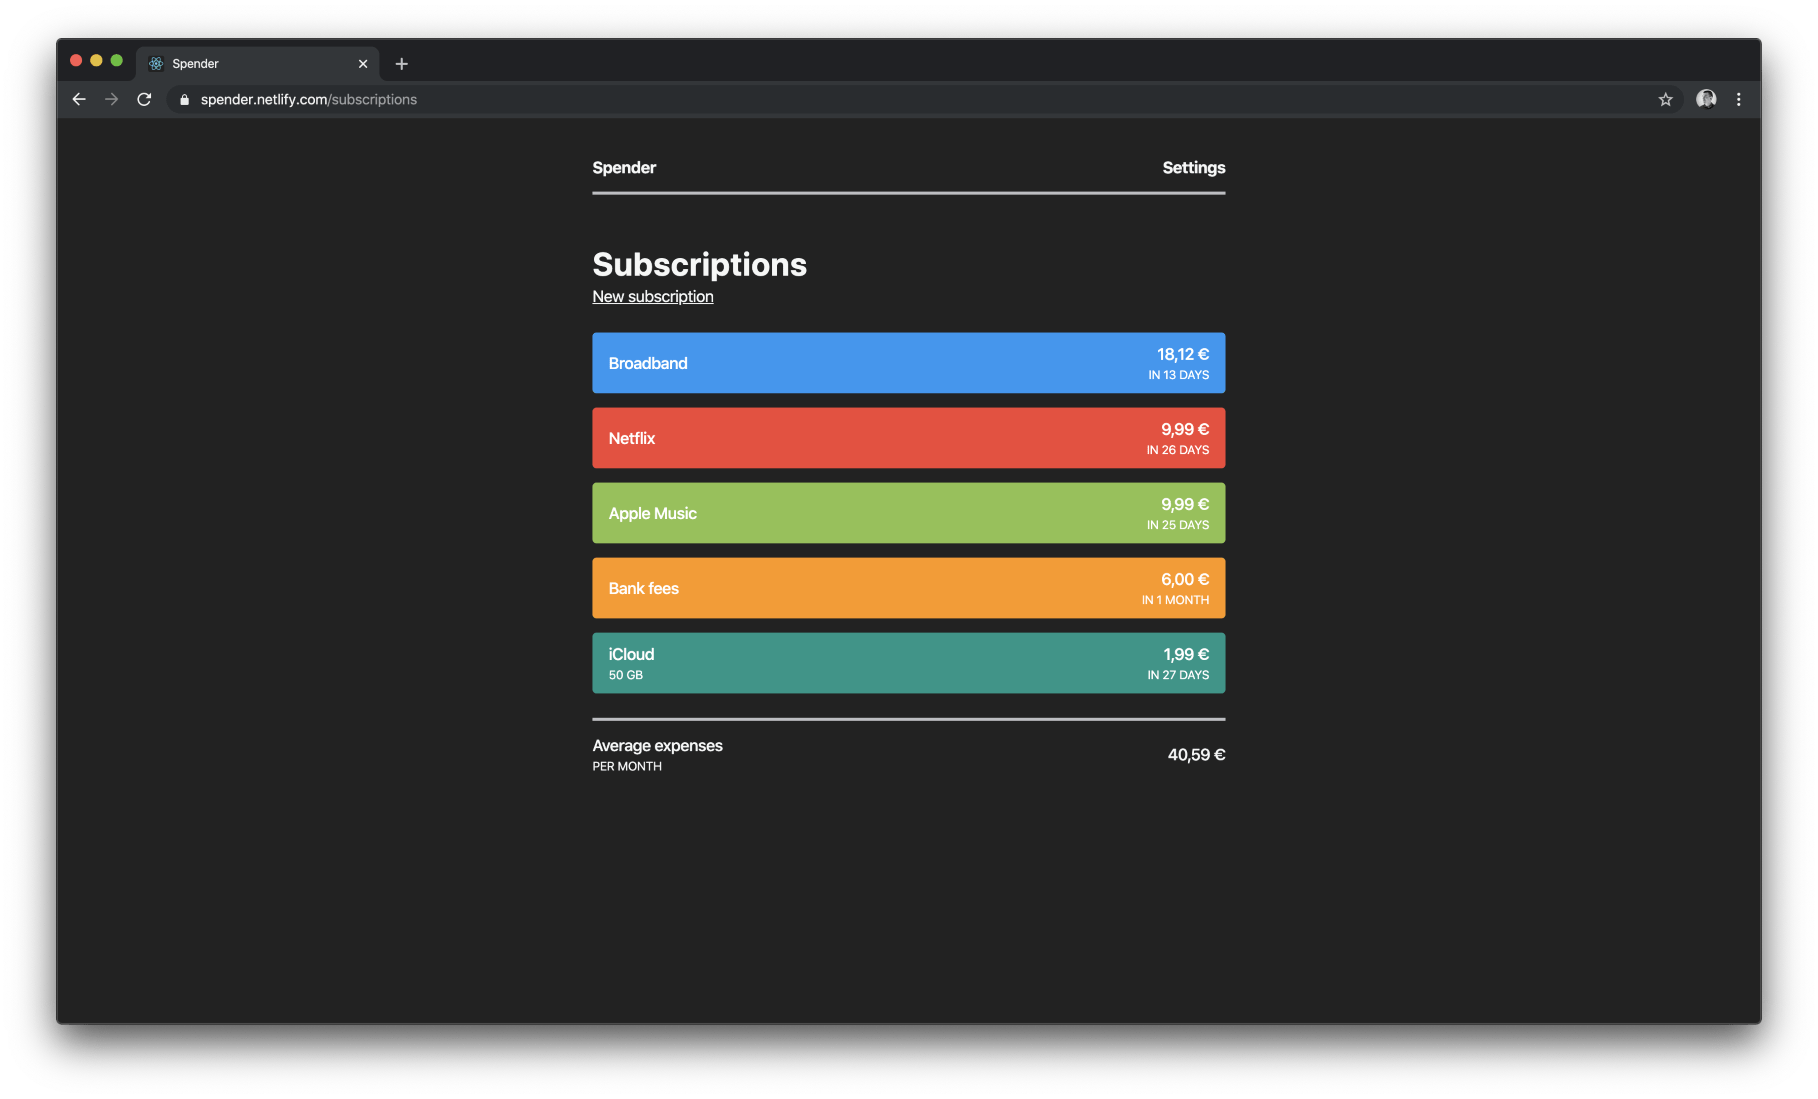 Spender
spender.netlify.com/subscriptions
Spender
Settings
Subscriptions
New subscription
Broadband
18,12 €
IN 13 DAYS
Netflix
9,99 €
IN 26 DAYS
Apple Music
9,99 €
IN 25 DAYS
Bank fees
6,00 €
IN 1 MONTH
iCloud
50 GB
1,99 €
IN 27 DAYS
Average expenses
PER MONTH
40,59 €